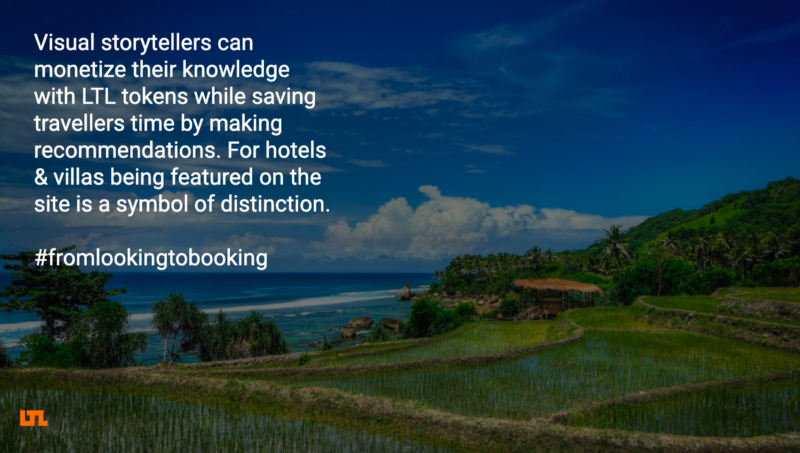 Visual storytellers can
monetize their knowledge
with LTL tokens while saving
travellers time by making
recommendations. For hotels
& villas being featured on the
site is a symbol of distinction.
#fromlookingtobooking
LTL